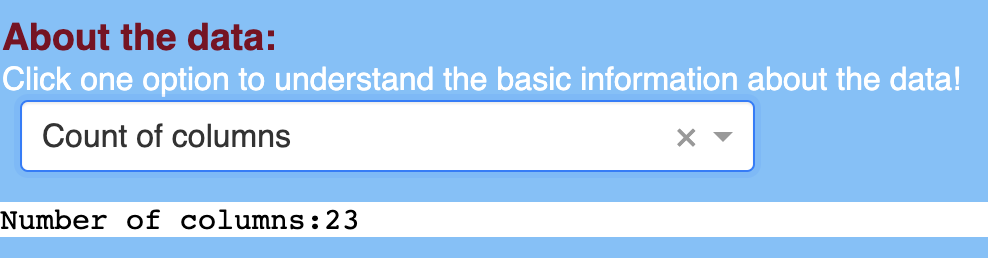 About the data:
Click one option to understand the basic information about the data!
Count of columns
Number of columns:23